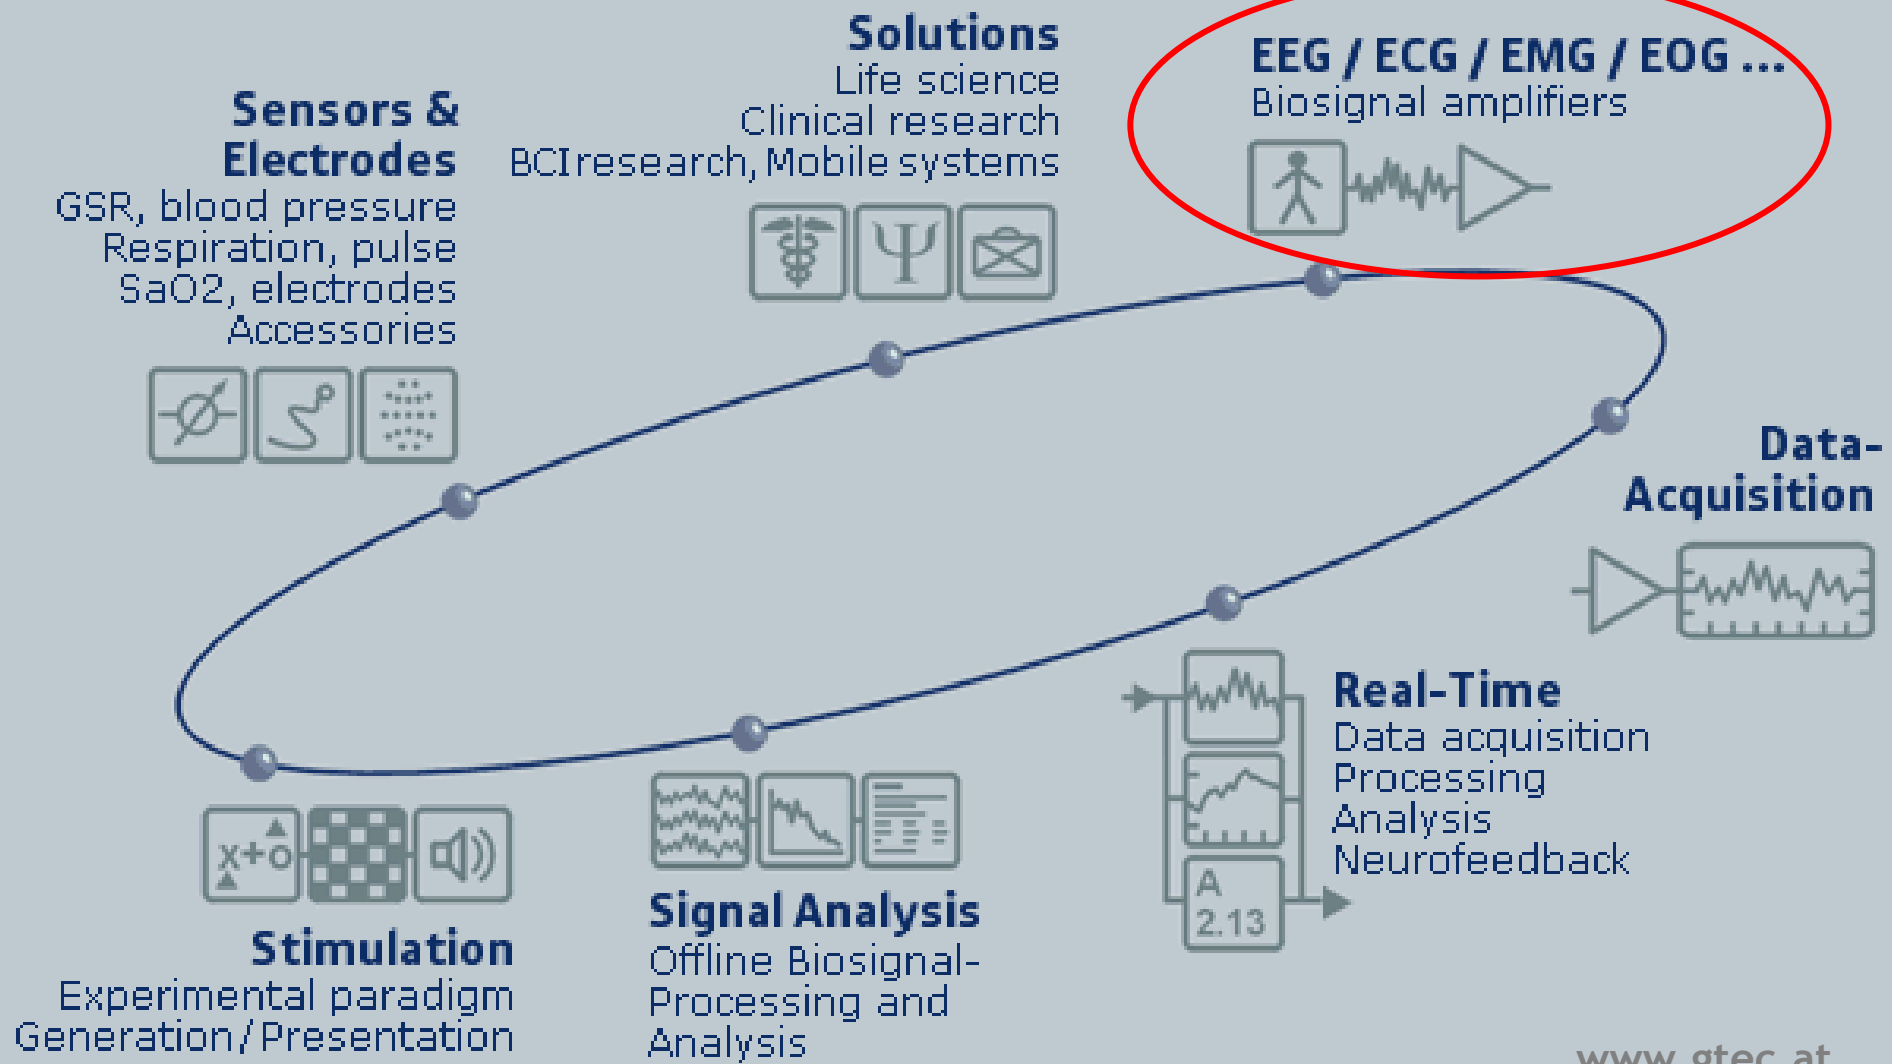 Solutions
Life science
Clinical research
BCI research, Mobile systems
EEG / ECG / EMG / EOG ...
Biosignal amplifiers
Sensors &
Electrodes
GSR, blood pressure
Respiration, pulse
SaO2, electrodes
Accessories
Data-
Acquisition
Real-Time
Data acquisition
Processing
Analysis
Neurofeedback
A
2.13
x+o
Stimulation
Experimental paradigm
Generation/Presentation
Signal Analysis
Offline Biosignal-
Processing and
Analysis
www.gtec.at